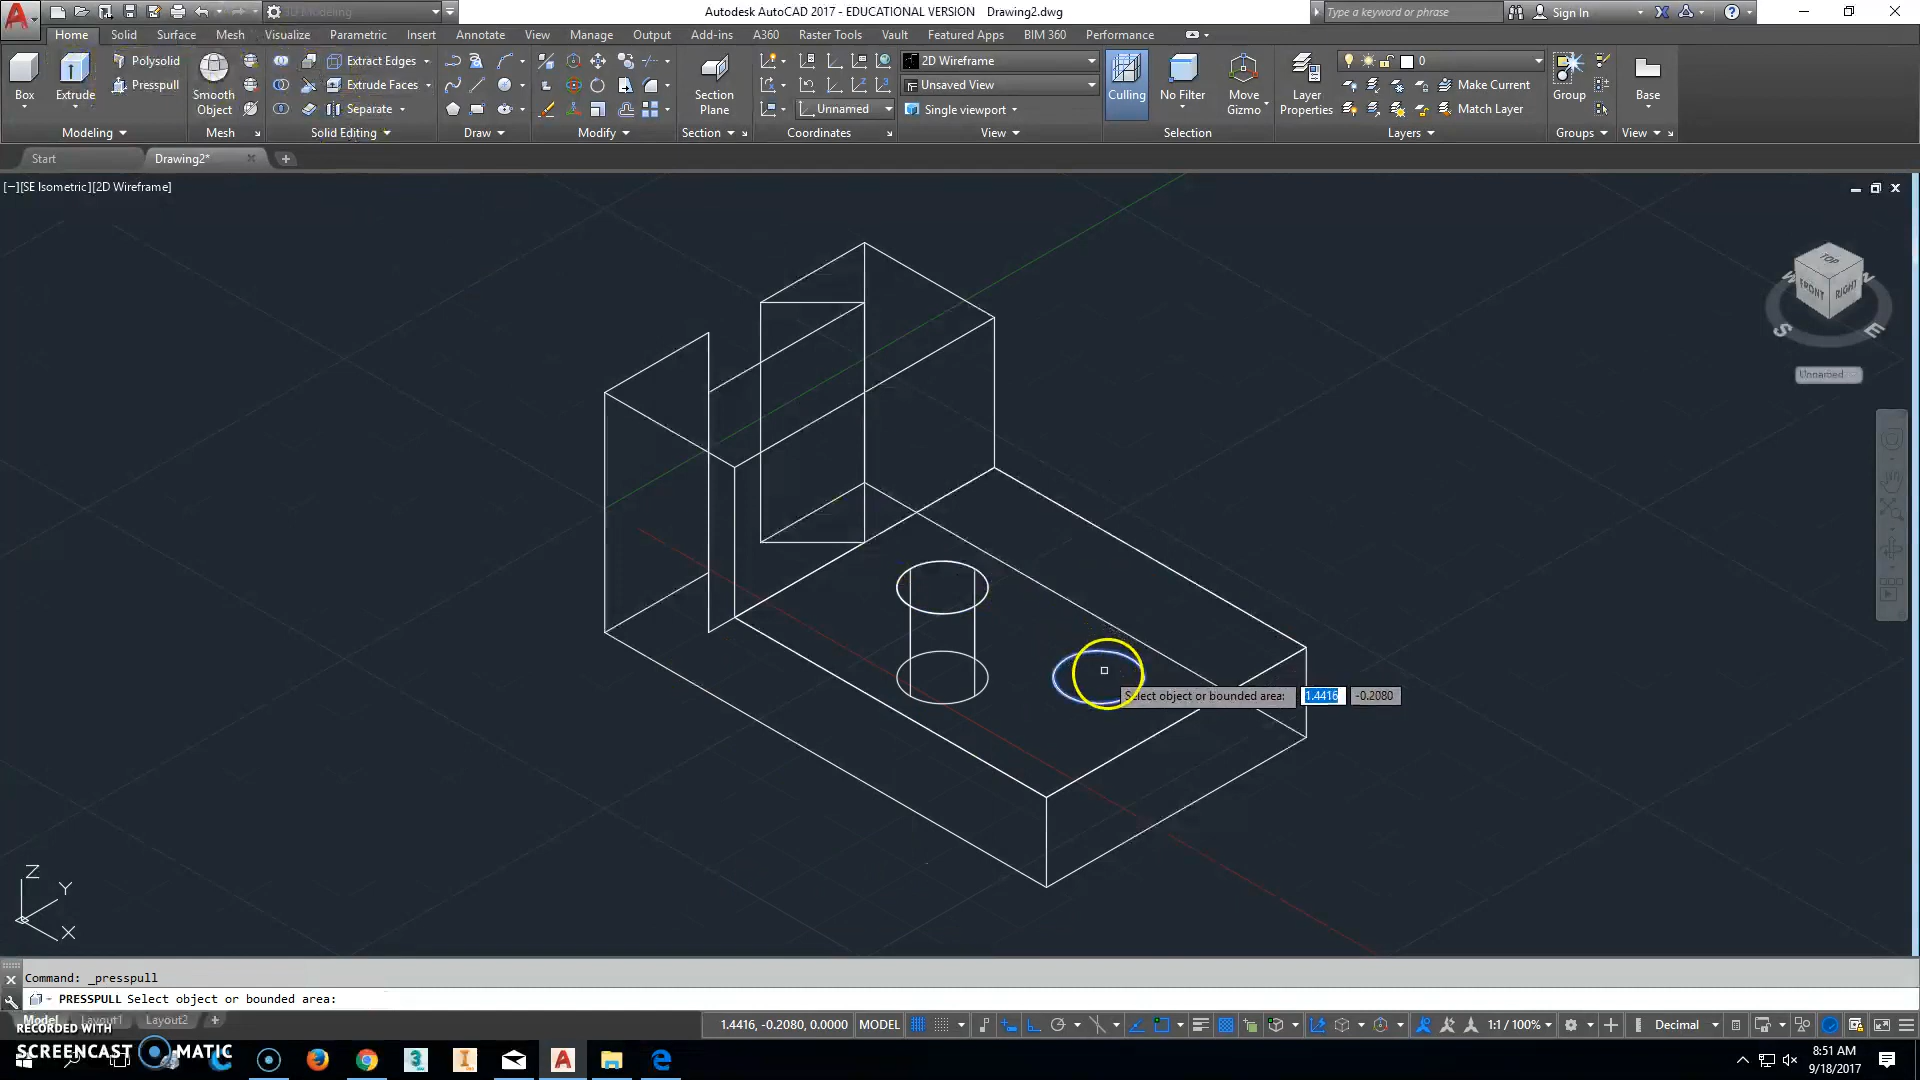 3D Modeling
Autodesk AutoCAD 2017 - EDUCATIONAL VERSION Drawing2.dwg
Type a keyword or phrase
Sign In
Home Solid Surface Mesh Visualize Parametric Insert Annotate View Manage Output Add-ins A360 Raster Tools Vault Featured Apps BIM 360 Performance
Polysolid
Extract Edges
2D Wireframe
0
Presspull
Extrude Faces
Unsaved View
Make Current
Box
Extrude
Smooth
Object
Separate
Section
Plane
Unnamed
Single viewport
Culling
No Filter
Move
Gizmo
Layer
Properties
Match Layer
Group
Base
Modeling Mesh Solid Editing Draw Modify Section Coordinates View Selection Layers Groups View
Start Drawing2*
[−][SE Isometric][2D Wireframe]
TOP
FRONT
RIGHT
W
N
S
E
Unnamed
Select object or bounded area: 1.4416 -0.2080
Z
Y
X
Command: _presspull
PRESSPULL Select object or bounded area:
Model Layout1 Layout2
1.4416, -0.2080, 0.0000 MODEL 1:1 / 100% Decimal
RECORDED WITH
SCREENCAST MATIC
8:51 AM
9/18/2017